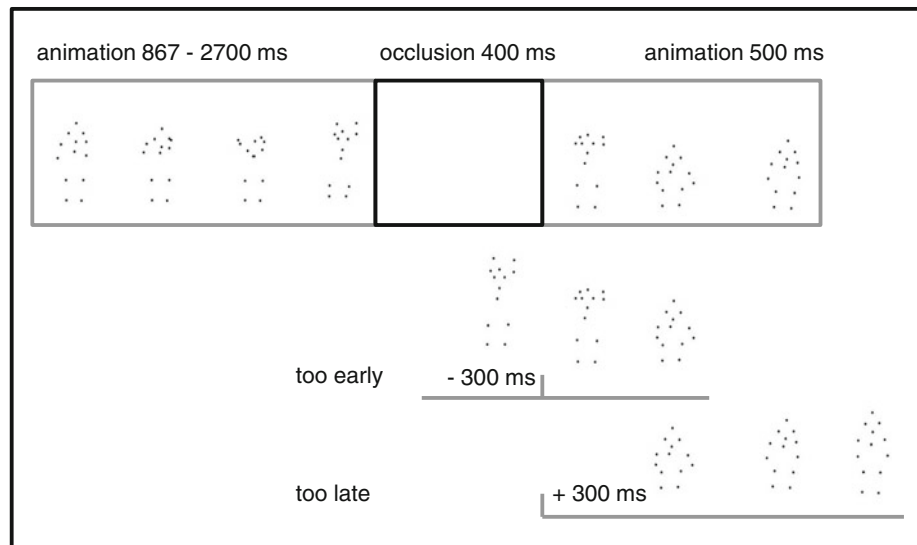 animation 867 - 2700 ms occlusion 400 ms animation 500 ms
too early - 300 ms
too late + 300 ms